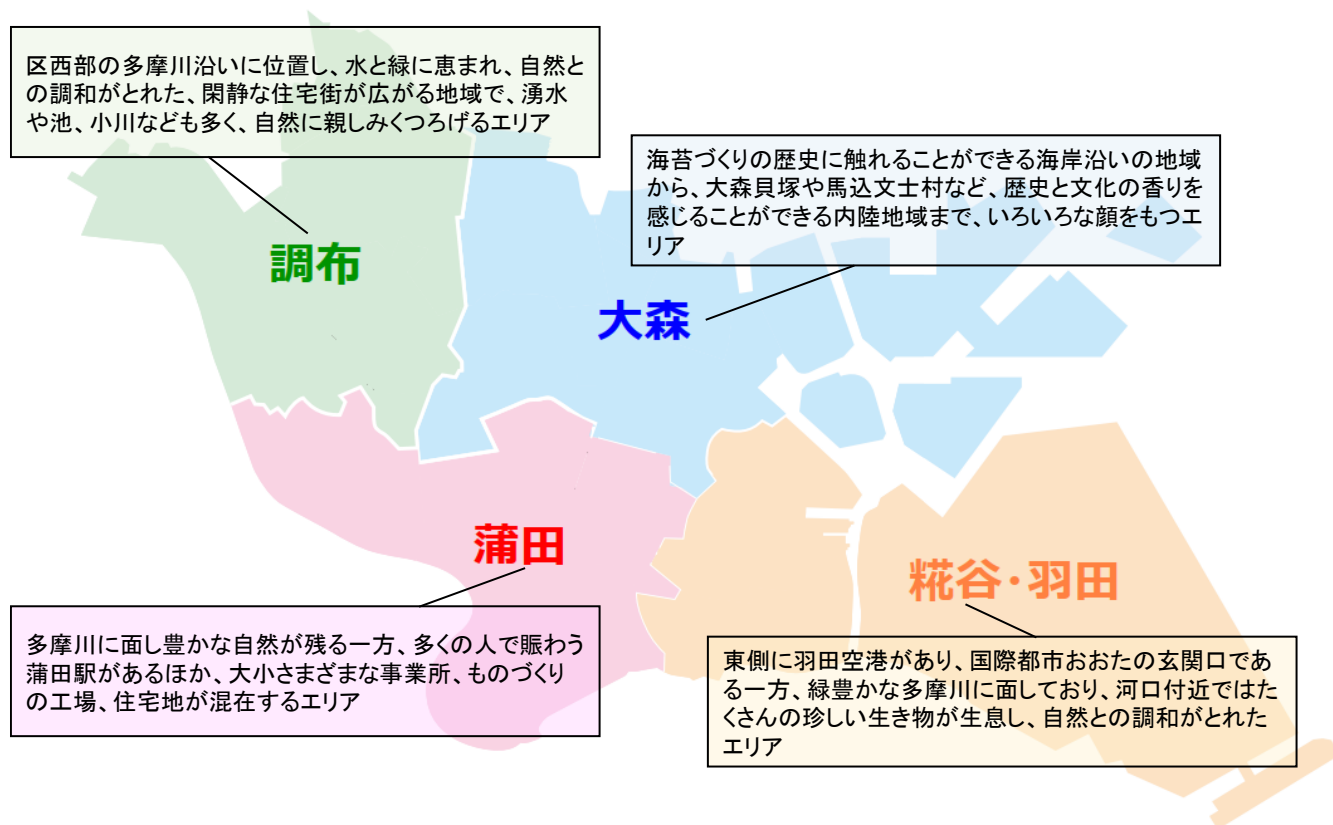 区西部の多摩川沿いに位置し、水と緑に恵まれ、自然と
の調和がとれた、閑静な住宅街が広がる地域で、湧水
や池、小川なども多く、自然に親しみくつろげるエリア
海苔づくりの歴史に触れることができる海岸沿いの地域
から、大森貝塚や馬込文士村など、歴史と文化の香りを
感じることができる内陸地域まで、いろいろな顔をもつエ
リア
調布
大森
蒲田
糀谷・羽田
多摩川に面し豊かな自然が残る一方、多くの人で賑わう
蒲田駅があるほか、大小さまざまな事業所、ものづくり
の工場、住宅地が混在するエリア
東側に羽田空港があり、国際都市おおたの玄関口であ
る一方、緑豊かな多摩川に面しており、河口付近ではた
くさんの珍しい生き物が生息し、自然との調和がとれた
エリア